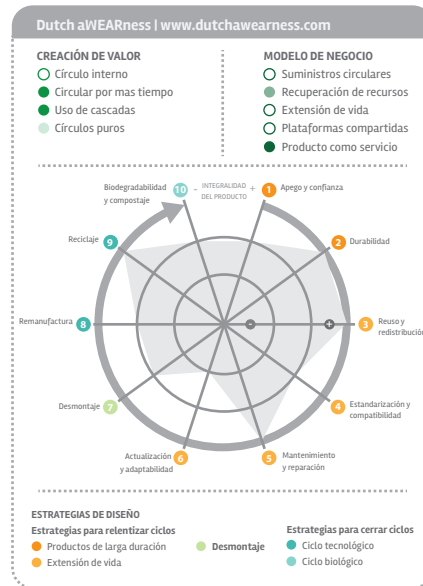 Dutch aWEARness | www.dutchawearness.com
CREACIÓN DE VALOR
Círculo interno
Circular por mas tiempo
Uso de cascadas
Círculos puros
MODELO DE NEGOCIO
Suministros circulares
Recuperación de recursos
Extensión de vida
Plataformas compartidas
Producto como servicio
Biodegradabilidad
y compostaje
10
- INTEGRALIDAD +
DEL PRODUCTO
1
Apego y confianza
Reciclaje
9
2
Durabilidad
Remanufactura
8
- +
3
Reuso y
redistribución
Desmontaje
7
4
Estandarización y
compatibilidad
Actualización
y adaptabilidad
6
5
Mantenimiento
y reparación
ESTRATEGIAS DE DISEÑO
Estrategias para relentizar ciclos
Productos de larga duración
Extensión de vida
Desmontaje
Estrategias para cerrar ciclos
Ciclo tecnológico
Ciclo biológico